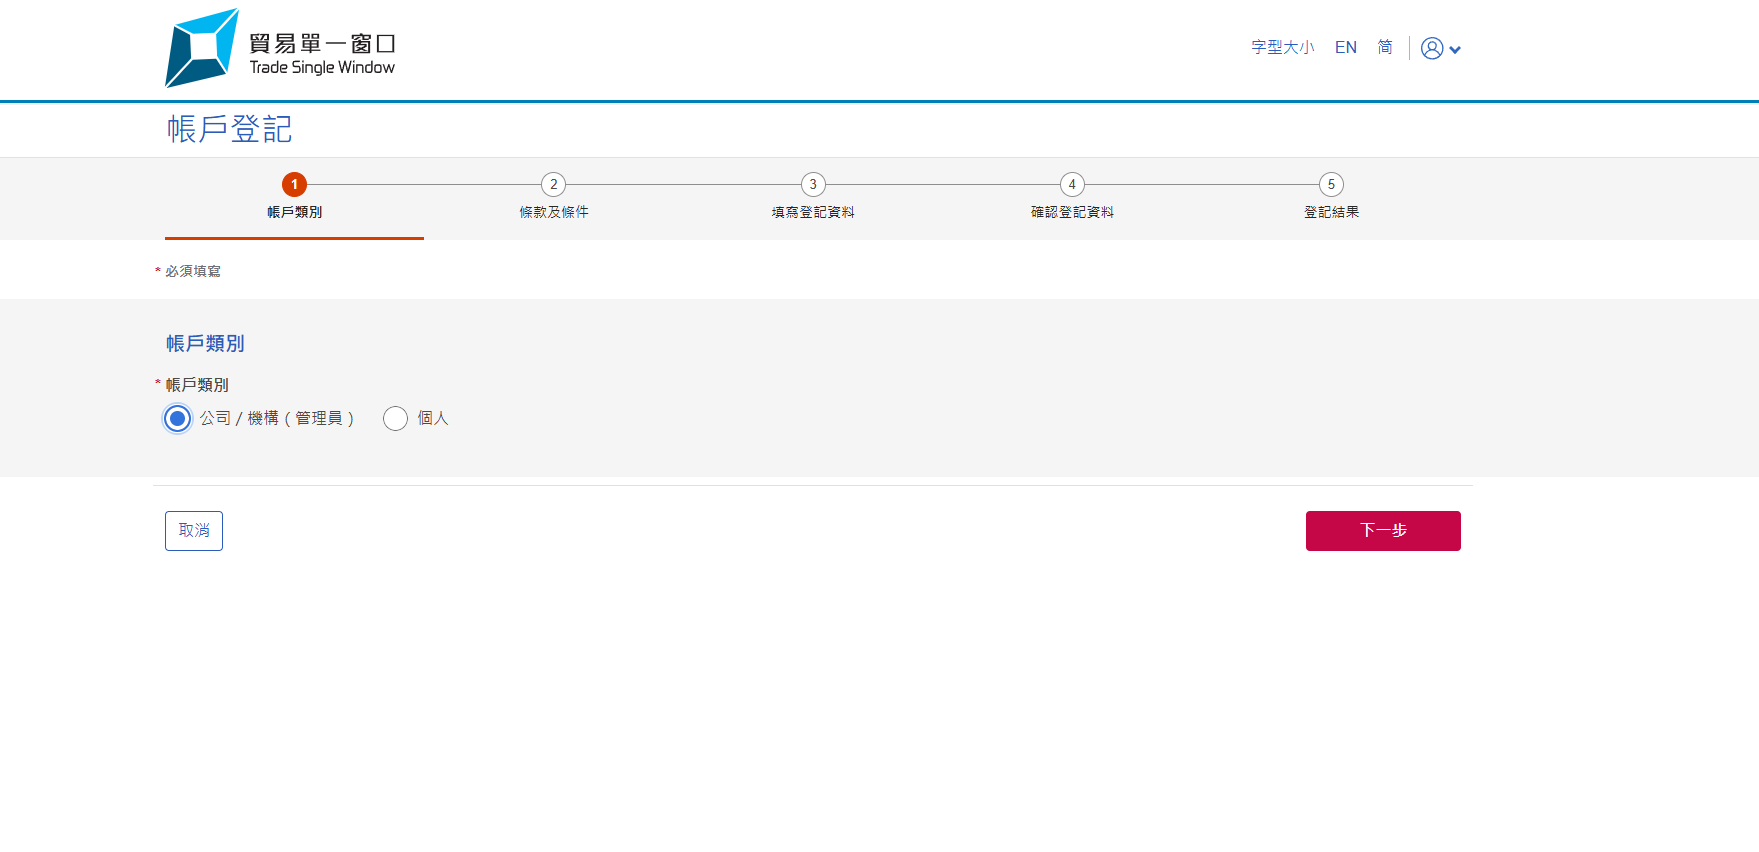 貿易單一窗口
Trade Single Window
字型大小 EN 简
帳戶登記
1 2 3 4 5
帳戶類別 條款及條件 填寫登記資料 確認登記資料 登記結果
* 必須填寫
帳戶類別
* 帳戶類別
公司 / 機構 ( 管理員 ) 個人
取消 下一步